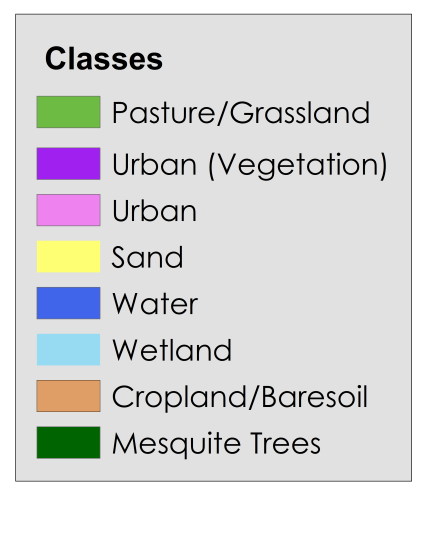 Classes
Pasture/Grassland
Urban (Vegetation)
Urban
Sand
Water
Wetland
Cropland/Baresoil
Mesquite Trees